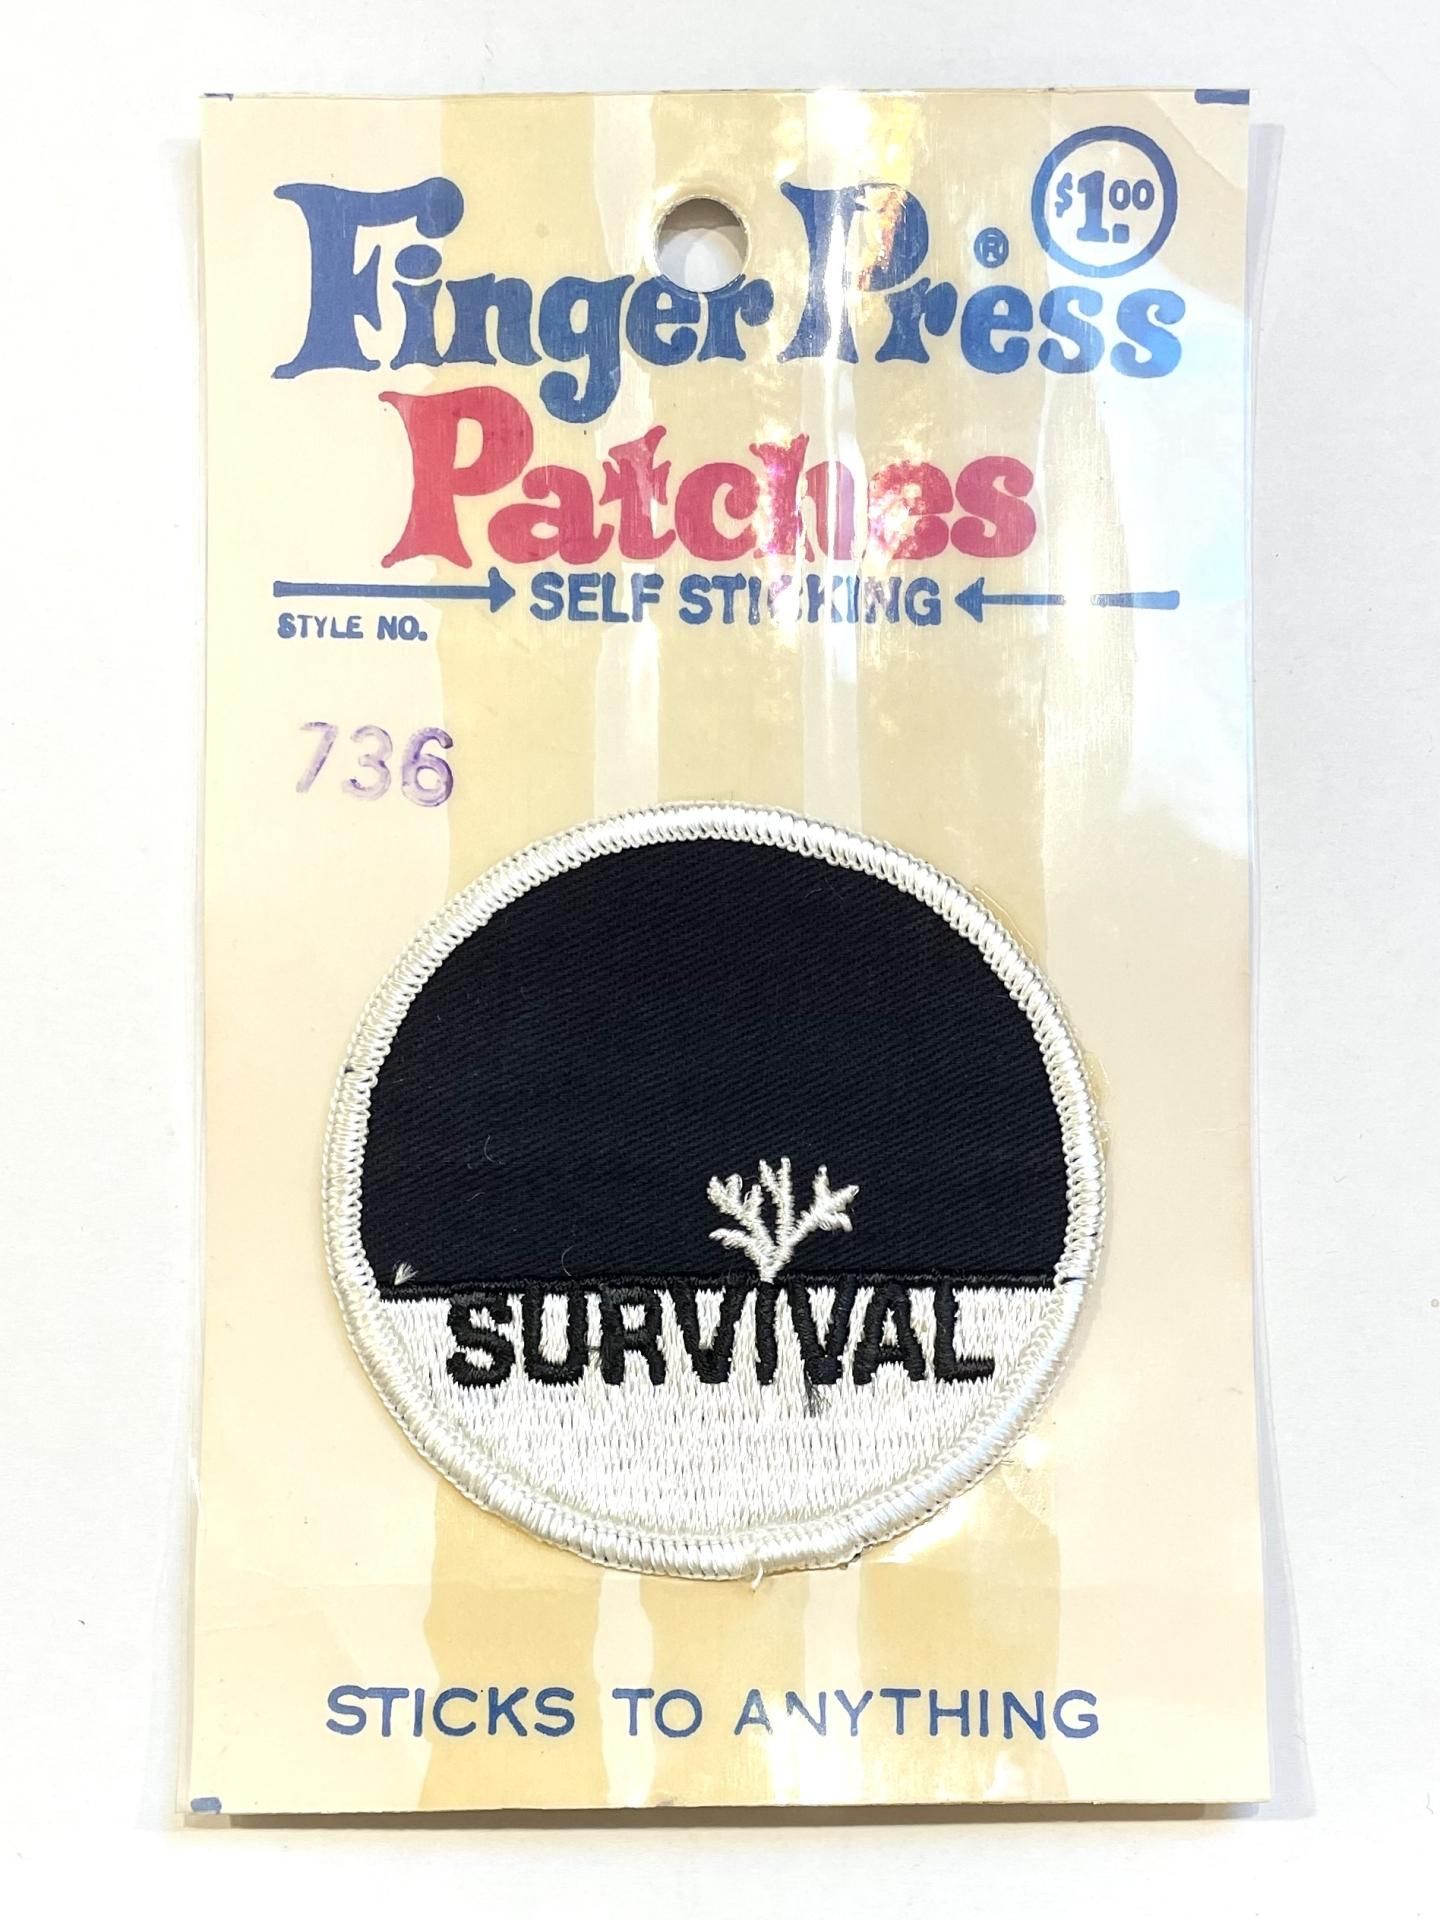 $1.00
Finger Press ®
Patches
SELF STICKING
STYLE NO.
736
SURVIVAL
STICKS TO ANYTHING